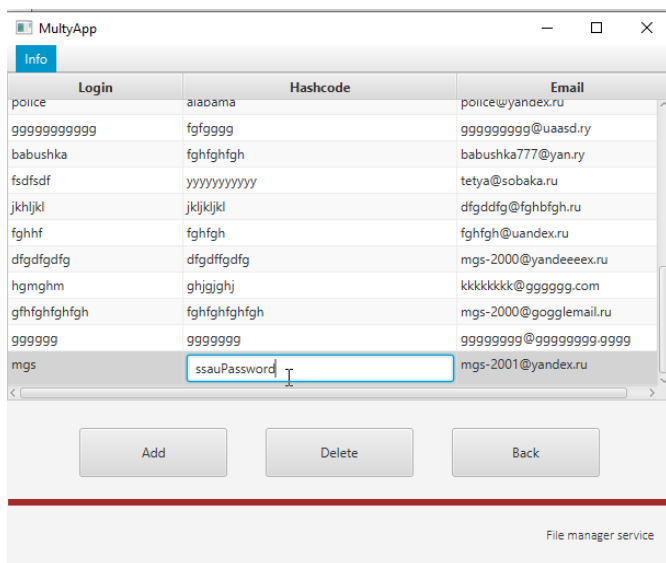 MultyApp
Info
Login Hashcode Email
police alabama police@yandex.ru
ggggggggggg fgfgggg ggggggggg@uaasd.ry
babushka fghfghfgh babushka777@yan.ry
fsdfsdf yyyyyyyyyyy tetya@sobaka.ru
jkhljkl jkljkljkl dfgddfg@fghbfgh.ru
fghhf fghfgh fghfgh@uandex.ru
dfgdfgdfg dfgdffgdfg mgs-2000@yandeeeex.ru
hgmghm ghjgjghj kkkkkkkk@gggggg.com
gfhfghfghfgh fghfghfghfgh mgs-2000@gogglemail.ru
gggggg ggggggg gggggggg@gggggggg.gggg
mgs ssauPassword mgs-2001@yandex.ru
Add Delete Back
File manager service